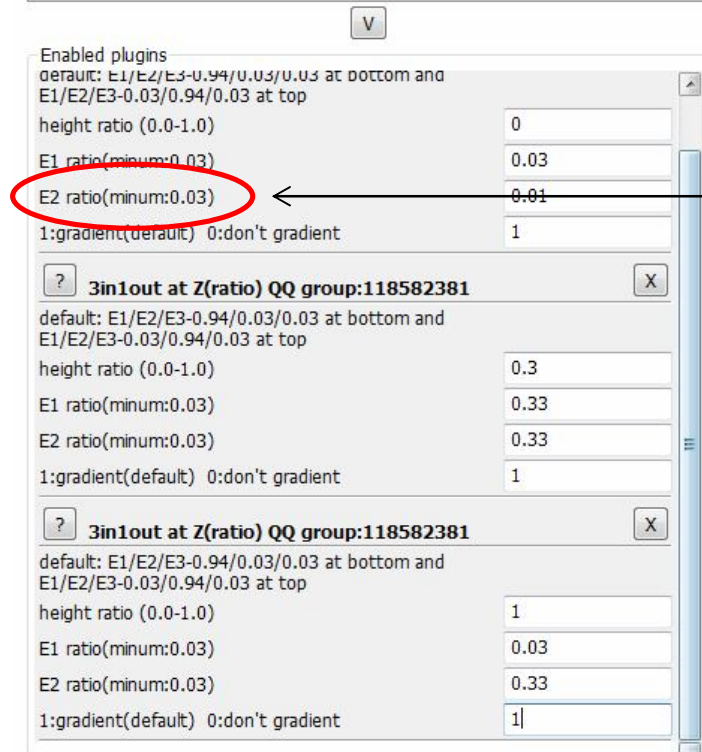 V
Enabled plugins
default: E1/E2/E3-0.94/0.03/0.03 at bottom and
E1/E2/E3-0.03/0.94/0.03 at top
height ratio (0.0-1.0) 0
E1 ratio(minum:0.03) 0.03
E2 ratio(minum:0.03) 0.01
1:gradient(default) 0:don't gradient 1
? 3in1out at Z(ratio) QQ group:118582381 X
default: E1/E2/E3-0.94/0.03/0.03 at bottom and
E1/E2/E3-0.03/0.94/0.03 at top
height ratio (0.0-1.0) 0.3
E1 ratio(minum:0.03) 0.33
E2 ratio(minum:0.03) 0.33
1:gradient(default) 0:don't gradient 1
? 3in1out at Z(ratio) QQ group:118582381 X
default: E1/E2/E3-0.94/0.03/0.03 at bottom and
E1/E2/E3-0.03/0.94/0.03 at top
height ratio (0.0-1.0) 1
E1 ratio(minum:0.03) 0.03
E2 ratio(minum:0.03) 0.33
1:gradient(default) 0:don't gradient 1